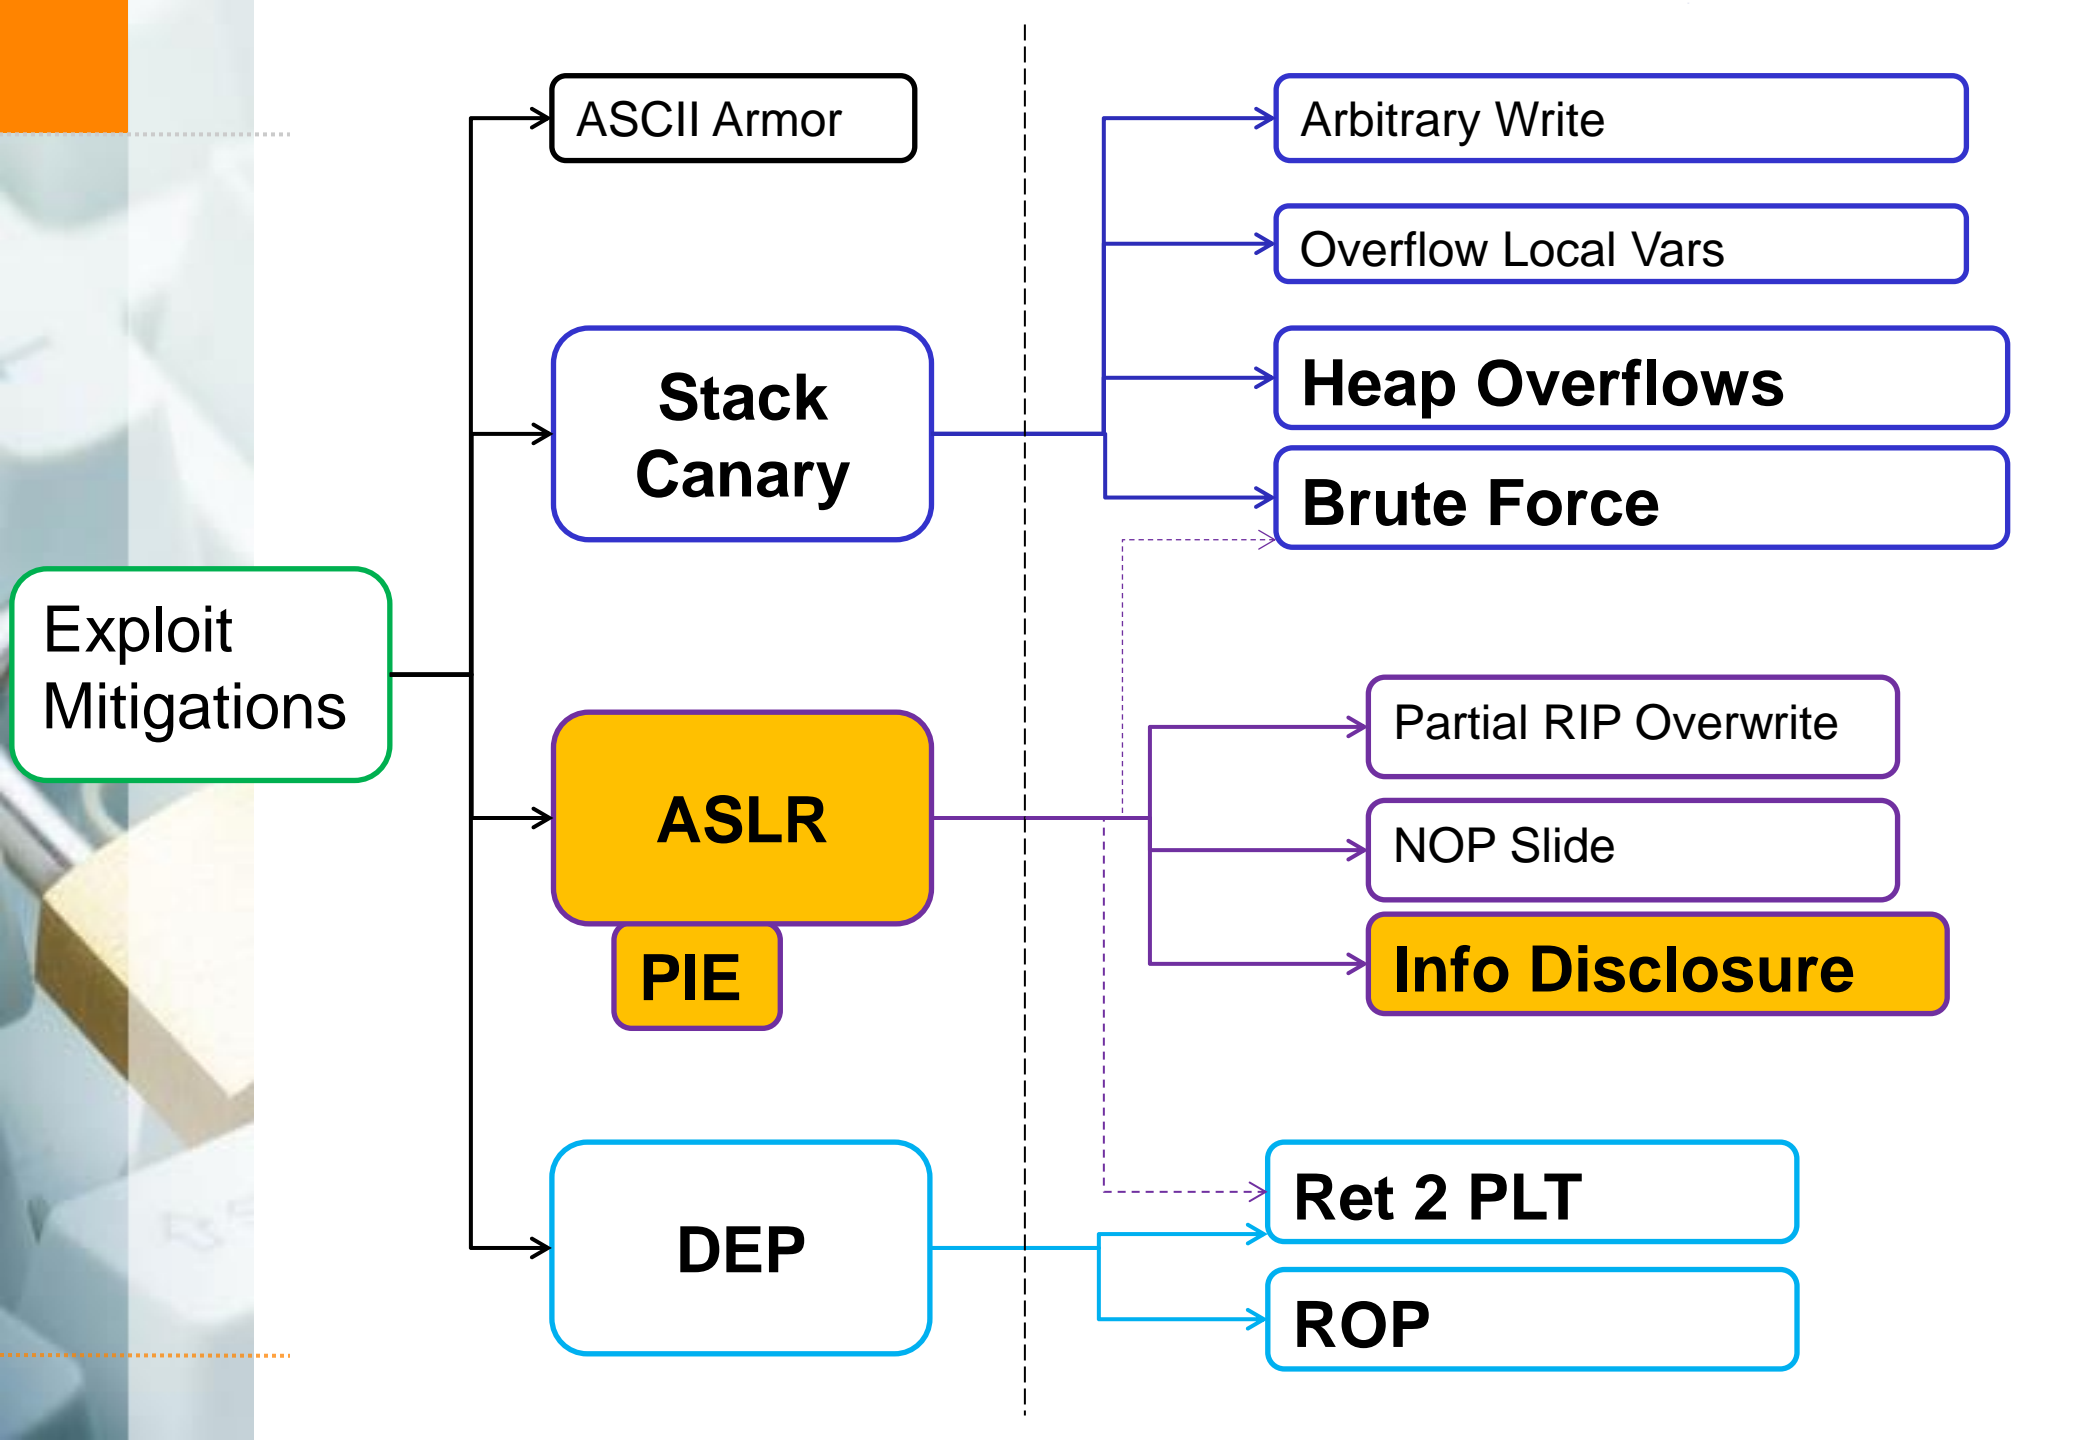 ASCII Armor
Arbitrary Write
Overflow Local Vars
Stack
Canary
Heap Overflows
Brute Force
Exploit
Mitigations
Partial RIP Overwrite
ASLR
NOP Slide
PIE
Info Disclosure
Ret 2 PLT
DEP
ROP